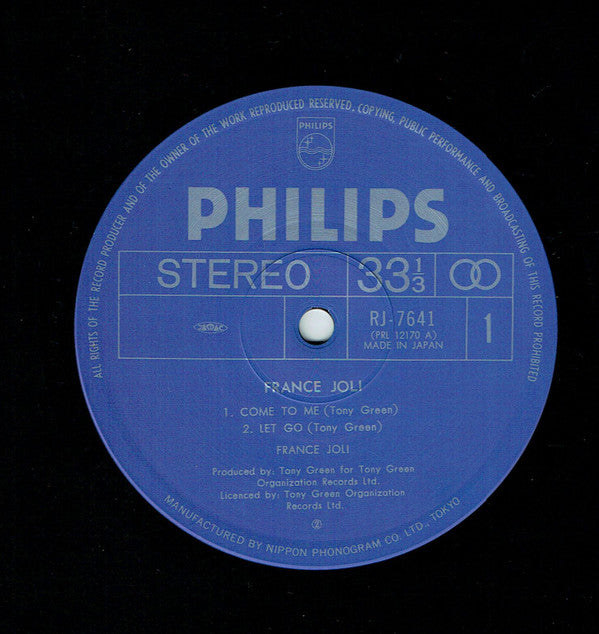 ALL RIGHTS OF THE RECORD PRODUCER AND OF THE OWNER OF THE WORK REPRODUCED RESERVED. COPYING, PUBLIC PERFORMANCE AND BROADCASTING OF THIS RECORD PROHIBITED
PHILIPS
PHILIPS
STEREO 33 1/3
RJ-7641
(PRL 12170 A)
MADE IN JAPAN
1
JASRAC
FRANCE JOLI
1. COME TO ME (Tony Green)
2. LET GO (Tony Green)
FRANCE JOLI
Produced by: Tony Green for Tony Green
Organization Records Ltd.
Licenced by: Tony Green Organization
Records Ltd.
MANUFACTURED BY NIPPON PHONOGRAM CO. LTD., TOKYO